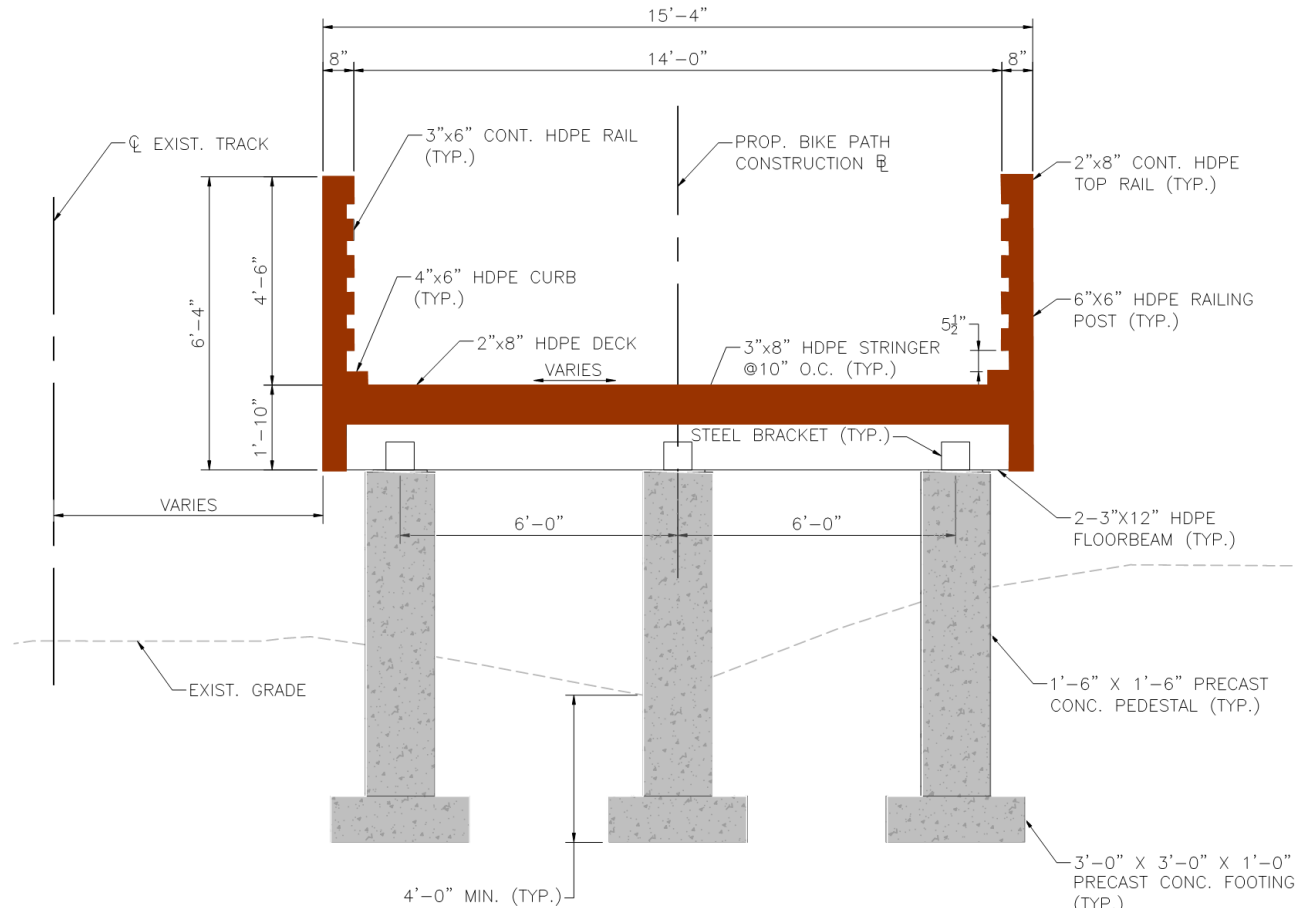 15'-4"
8"
14'-0"
8"
℄ EXIST. TRACK
3"x6" CONT. HDPE RAIL
(TYP.)
PROP. BIKE PATH
CONSTRUCTION BL
2"x8" CONT. HDPE
TOP RAIL (TYP.)
4"x6" HDPE CURB
(TYP.)
6"X6" HDPE RAILING
POST (TYP.)
6'-4"
4'-6"
5½"
2"x8" HDPE DECK
VARIES
3"x8" HDPE STRINGER
@10" O.C. (TYP.)
1'-10"
STEEL BRACKET (TYP.)
VARIES
6'-0"
6'-0"
2-3"X12" HDPE
FLOORBEAM (TYP.)
EXIST. GRADE
1'-6" X 1'-6" PRECAST
CONC. PEDESTAL (TYP.)
4'-0" MIN. (TYP.)
3'-0" X 3'-0" X 1'-0"
PRECAST CONC. FOOTING
(TYP.)